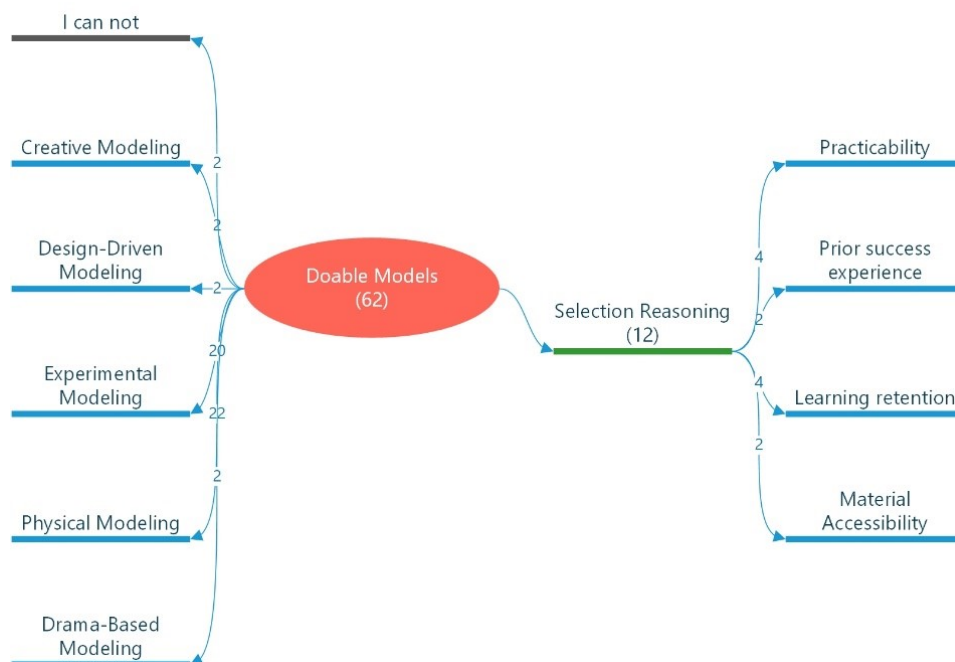 I can not
Creative Modeling
Design-Driven
Modeling
Experimental
Modeling
Physical Modeling
Drama-Based
Modeling
2
2
2
20
22
2
Doable Models
(62)
Selection Reasoning
(12)
4
2
4
2
Practicability
Prior success
experience
Learning retention
Material
Accessibility